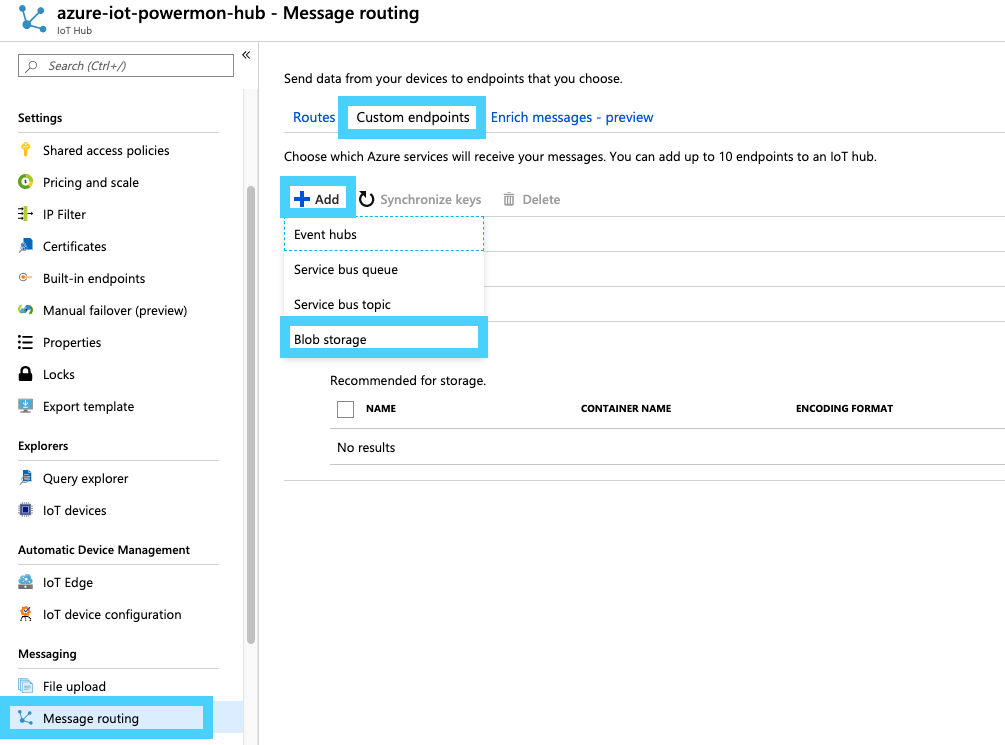 azure-iot-powermon-hub - Message routing
IoT Hub
Search (Ctrl+/)
«
Settings
Shared access policies
Pricing and scale
IP Filter
Certificates
Built-in endpoints
Manual failover (preview)
Properties
Locks
Export template
Explorers
Query explorer
IoT devices
Automatic Device Management
IoT Edge
IoT device configuration
Messaging
File upload
Message routing
Send data from your devices to endpoints that you choose.
Routes Custom endpoints Enrich messages - preview
Choose which Azure services will receive your messages. You can add up to 10 endpoints to an IoT hub.
Add Synchronize keys Delete
Event hubs
Service bus queue
Service bus topic
Blob storage
Recommended for storage.
NAME CONTAINER NAME ENCODING FORMAT
No results